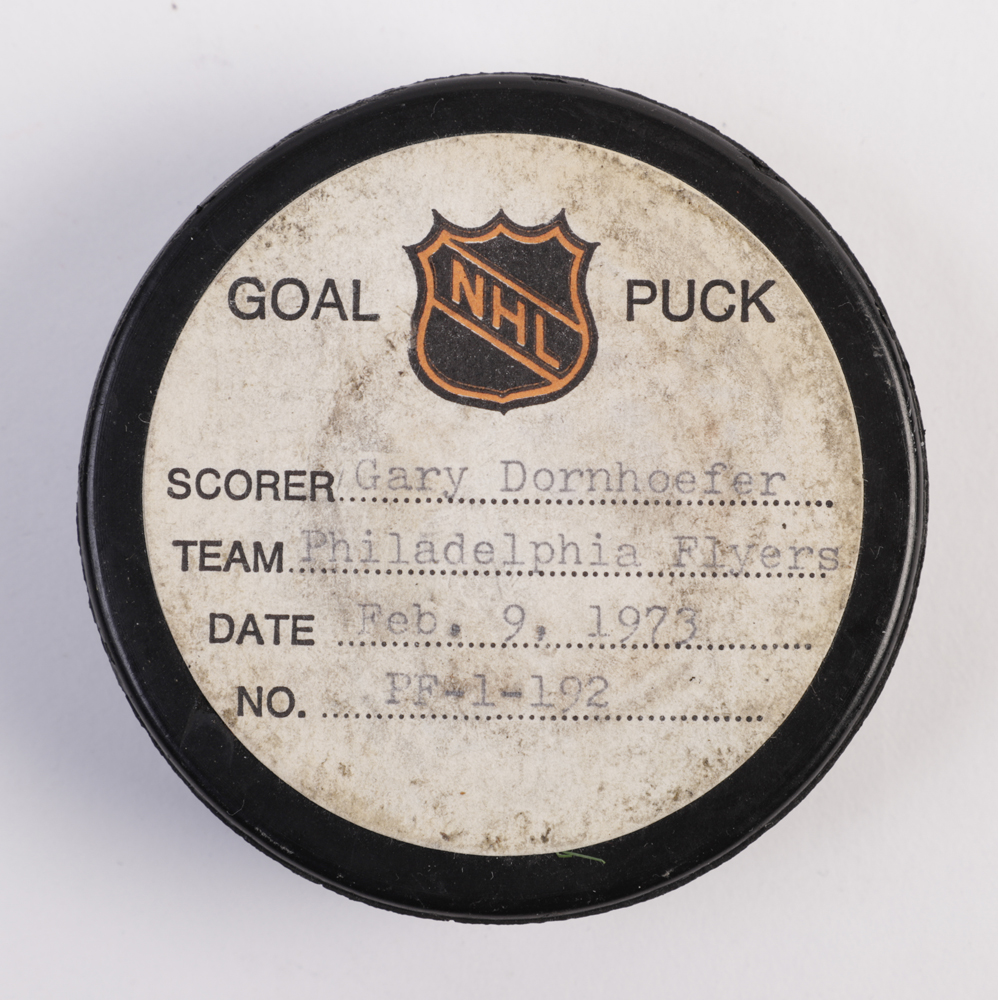 GOAL NHL PUCK
SCORER Gary Dornhoefer
TEAM Philadelphia Flyers
DATE Feb. 9, 1973
NO. PF-1-192